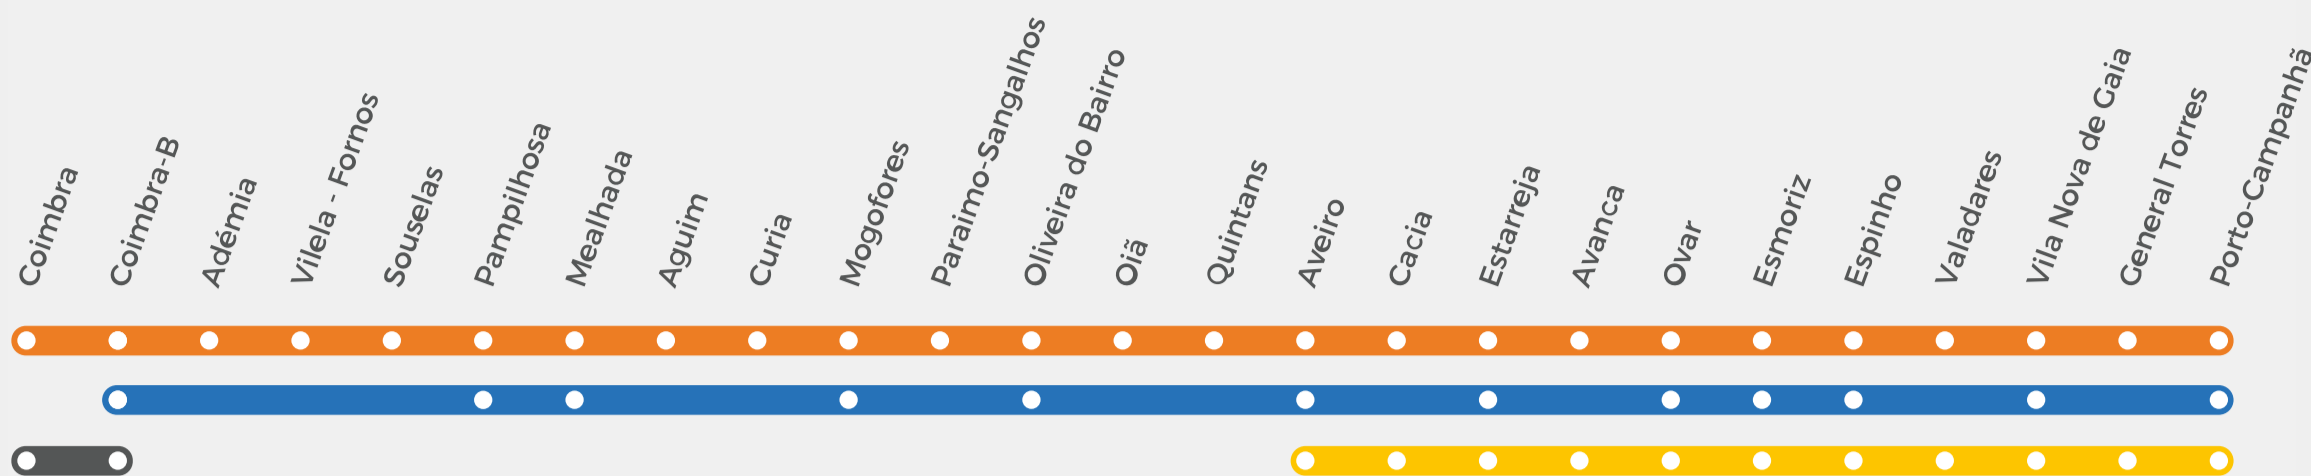 Coimbra
Coimbra-B
Adémia
Vilela - Fornos
Souselas
Pampilhosa
Mealhada
Aguim
Curia
Mogofores
Paraimo-Sangalhos
Oliveira do Bairro
Oiã
Quintans
Aveiro
Cacia
Estarreja
Avanca
Ovar
Esmoriz
Espinho
Valadares
Vila Nova de Gaia
General Torres
Porto-Campanhã